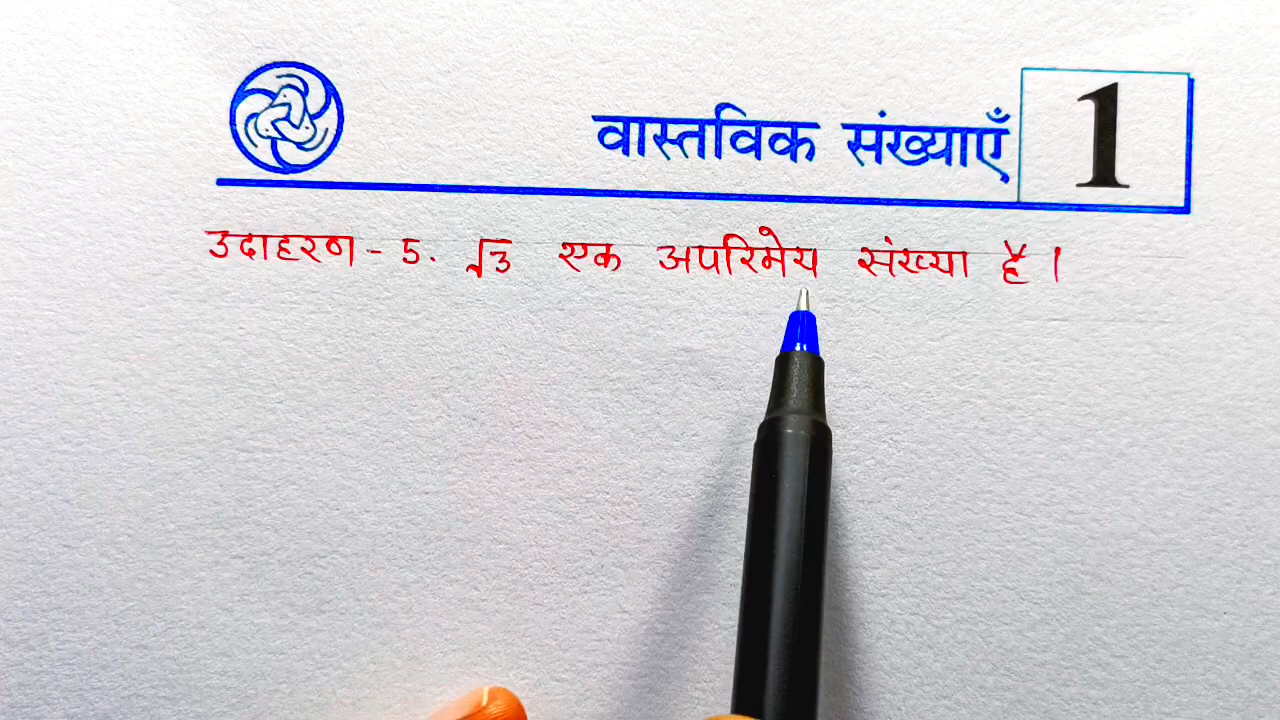 वास्तविक संख्याएँ 1
उदाहरण - 5. √3 एक अपरिमेय संख्या है।